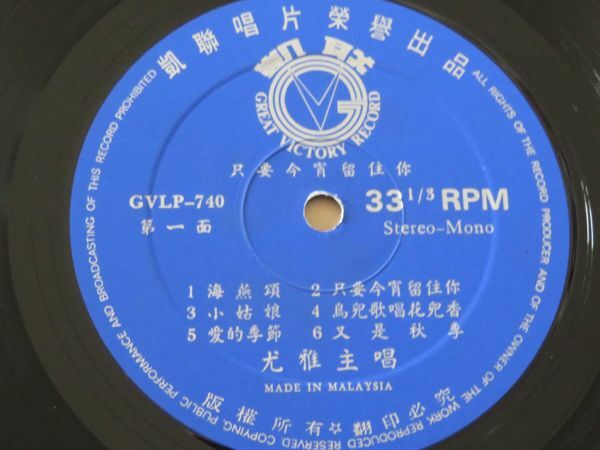 凱聯唱片榮譽出品
凱聯
GREAT VICTORY RECORD
只要今宵留住你
GVLP-740
33 1/3 RPM
第一面
Stereo-Mono
1 海燕頌 2 只要今宵留住你
3 小姑娘 4 鳥兒歌唱花兒香
5 愛的季節 6 又是秋季
尤雅主唱
MADE IN MALAYSIA
版權所有☆翻印必究
ALL RIGHTS OF THE RECORD PRODUCER AND OF THE OWNER OF THE WORK REPRODUCED RESERVED. COPYING PUBLIC PERFORMANCE AND BROADCASTING OF THIS RECORD PROHIBITED